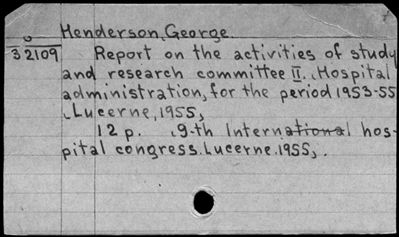 Henderson, George.
32109 Report on the activities of study
and research committee II. Hospital
administration, for the period 1953-55
Lucerne, 1955,
12 p. 9-th International hos-
pital congress. Lucerne. 1955,.